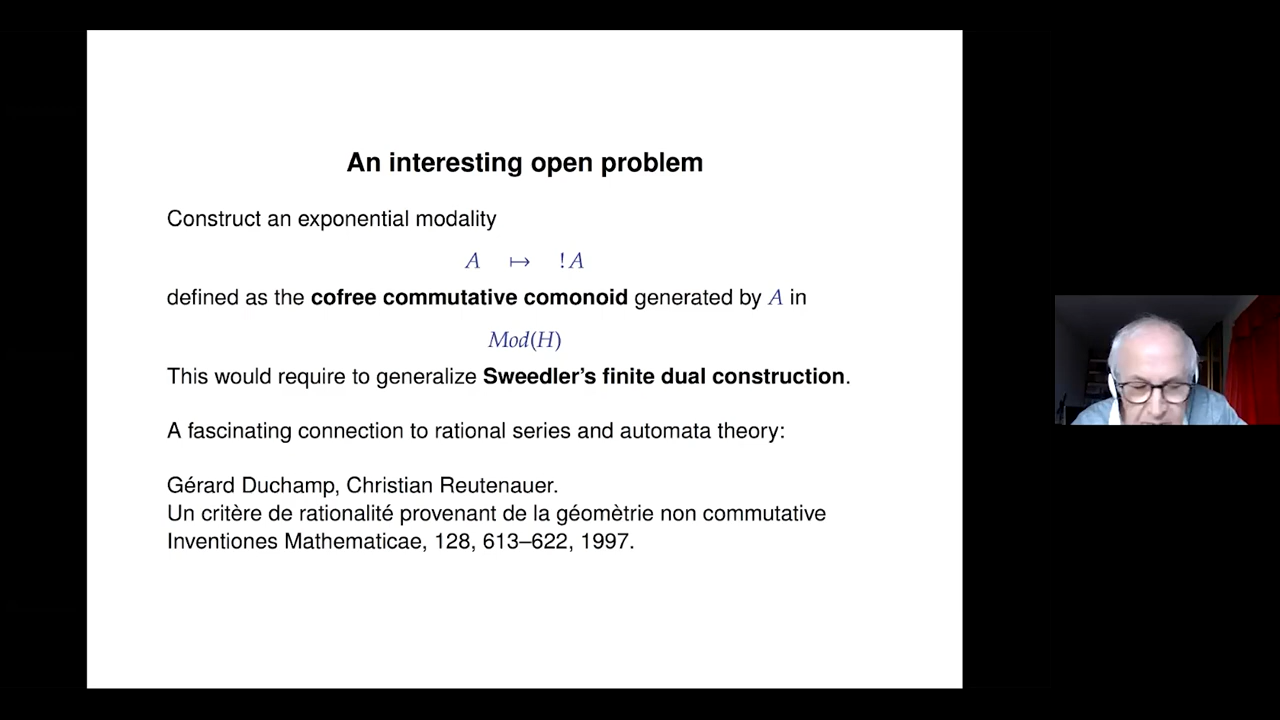 An interesting open problem
Construct an exponential modality
A ↦ !A
defined as the cofree commutative comonoid generated by A in
Mod(H)
This would require to generalize Sweedler's finite dual construction.
A fascinating connection to rational series and automata theory:
Gérard Duchamp, Christian Reutenauer.
Un critère de rationalité provenant de la géomètrie non commutative
Inventiones Mathematicae, 128, 613–622, 1997.